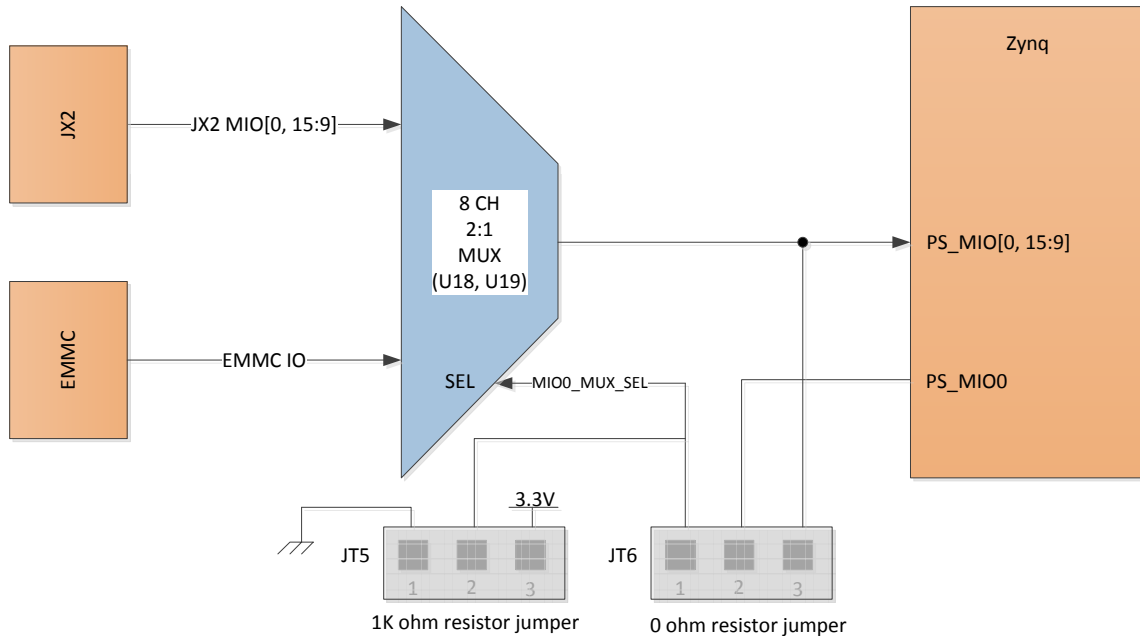 Zynq
JX2
JX2 MIO[0, 15:9]
8 CH
2:1
MUX
(U18, U19)
PS_MIO[0, 15:9]
EMMC
EMMC IO
SEL
MIO0_MUX_SEL
PS_MIO0
3.3V
JT5
1 2 3
JT6
1 2 3
1K ohm resistor jumper
0 ohm resistor jumper